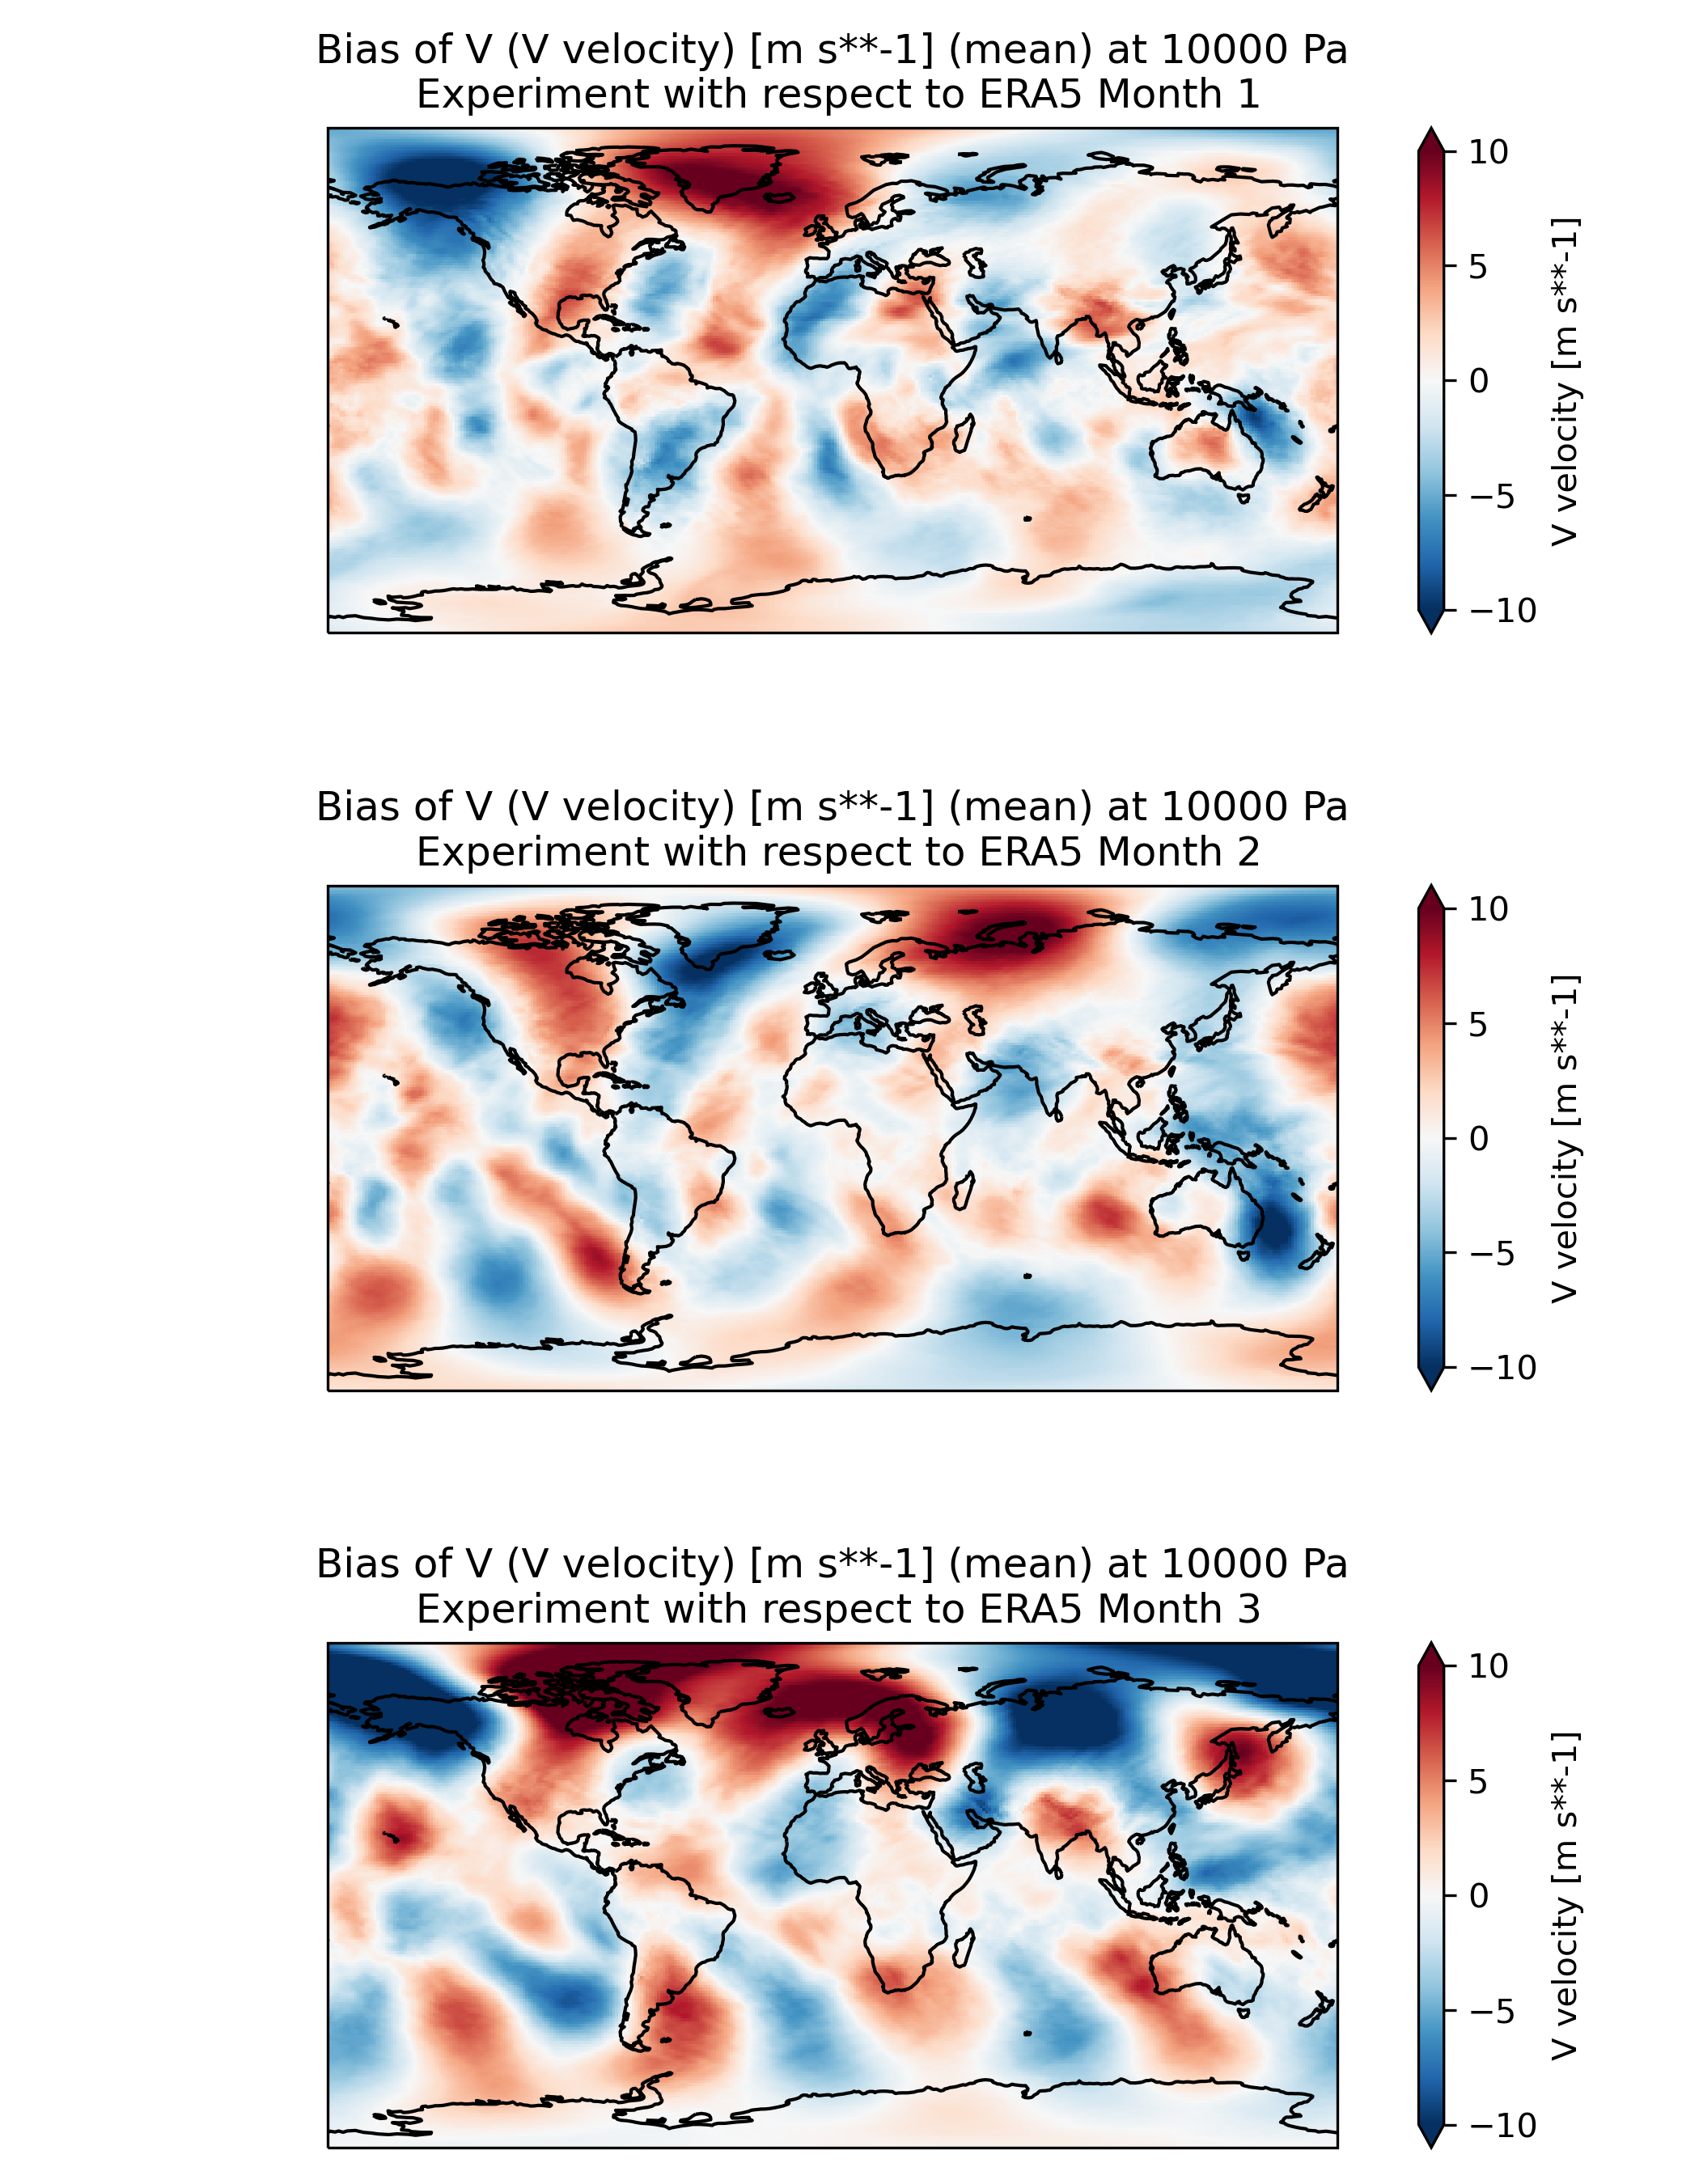 Bias of V (V velocity) [m s**-1] (mean) at 10000 Pa
Experiment with respect to ERA5 Month 1
10
5
0
−5
−10
V velocity [m s**-1]
Bias of V (V velocity) [m s**-1] (mean) at 10000 Pa
Experiment with respect to ERA5 Month 2
10
5
0
−5
−10
V velocity [m s**-1]
Bias of V (V velocity) [m s**-1] (mean) at 10000 Pa
Experiment with respect to ERA5 Month 3
10
5
0
−5
−10
V velocity [m s**-1]